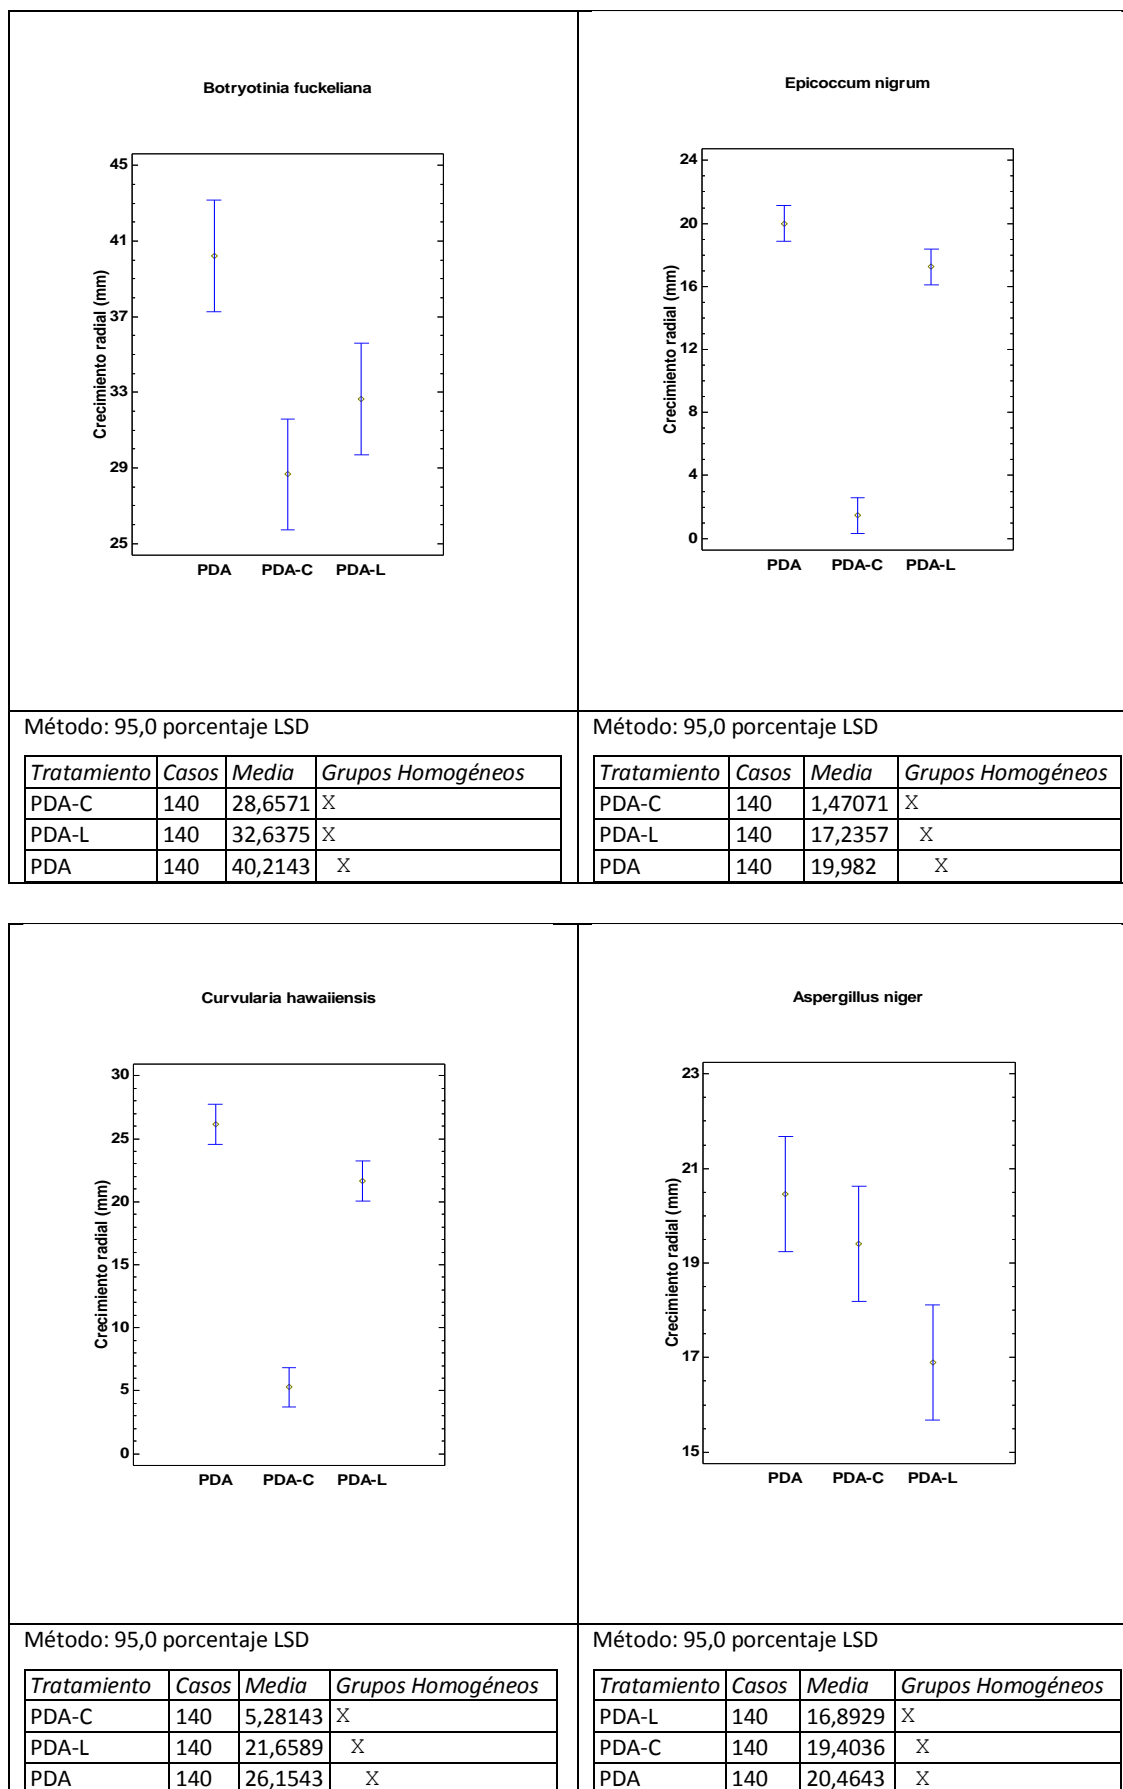 Botryotinia fuckeliana
Crecimiento radial (mm)
45
41
37
33
29
25
PDA PDA-C PDA-L
Epicoccum nigrum
Crecimiento radial (mm)
24
20
16
12
8
4
0
PDA PDA-C PDA-L
Método: 95,0 porcentaje LSD
Tratamiento Casos Media Grupos Homogéneos
PDA-C 140 28,6571 X
PDA-L 140 32,6375 X
PDA 140 40,2143 X
Método: 95,0 porcentaje LSD
Tratamiento Casos Media Grupos Homogéneos
PDA-C 140 1,47071 X
PDA-L 140 17,2357 X
PDA 140 19,982 X
Curvularia hawaiiensis
Crecimiento radial (mm)
30
25
20
15
10
5
0
PDA PDA-C PDA-L
Aspergillus niger
Crecimiento radial (mm)
23
21
19
17
15
PDA PDA-C PDA-L
Método: 95,0 porcentaje LSD
Tratamiento Casos Media Grupos Homogéneos
PDA-C 140 5,28143 X
PDA-L 140 21,6589 X
PDA 140 26,1543 X
Método: 95,0 porcentaje LSD
Tratamiento Casos Media Grupos Homogéneos
PDA-L 140 16,8929 X
PDA-C 140 19,4036 X
PDA 140 20,4643 X